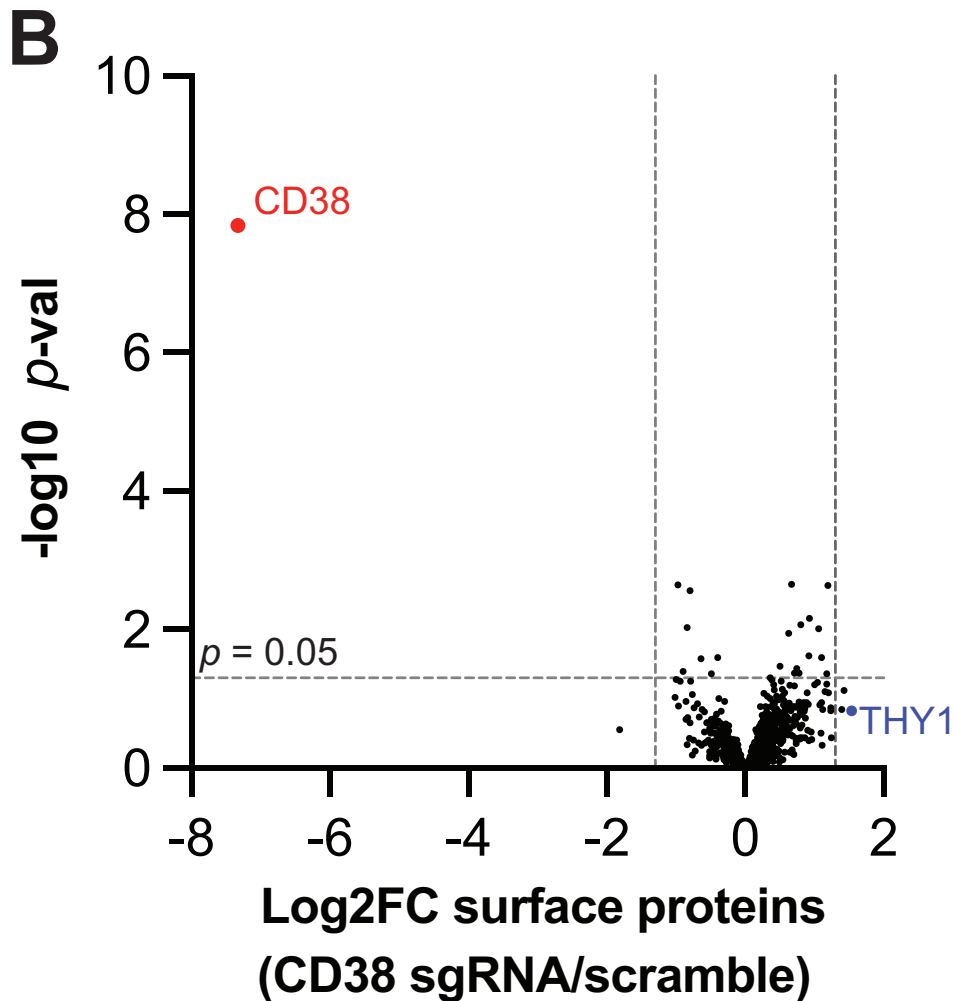 B
10
8
6
4
2
0
-log10 p-val
CD38
p = 0.05
THY1
-8 -6 -4 -2 0 2
Log2FC surface proteins
(CD38 sgRNA/scramble)